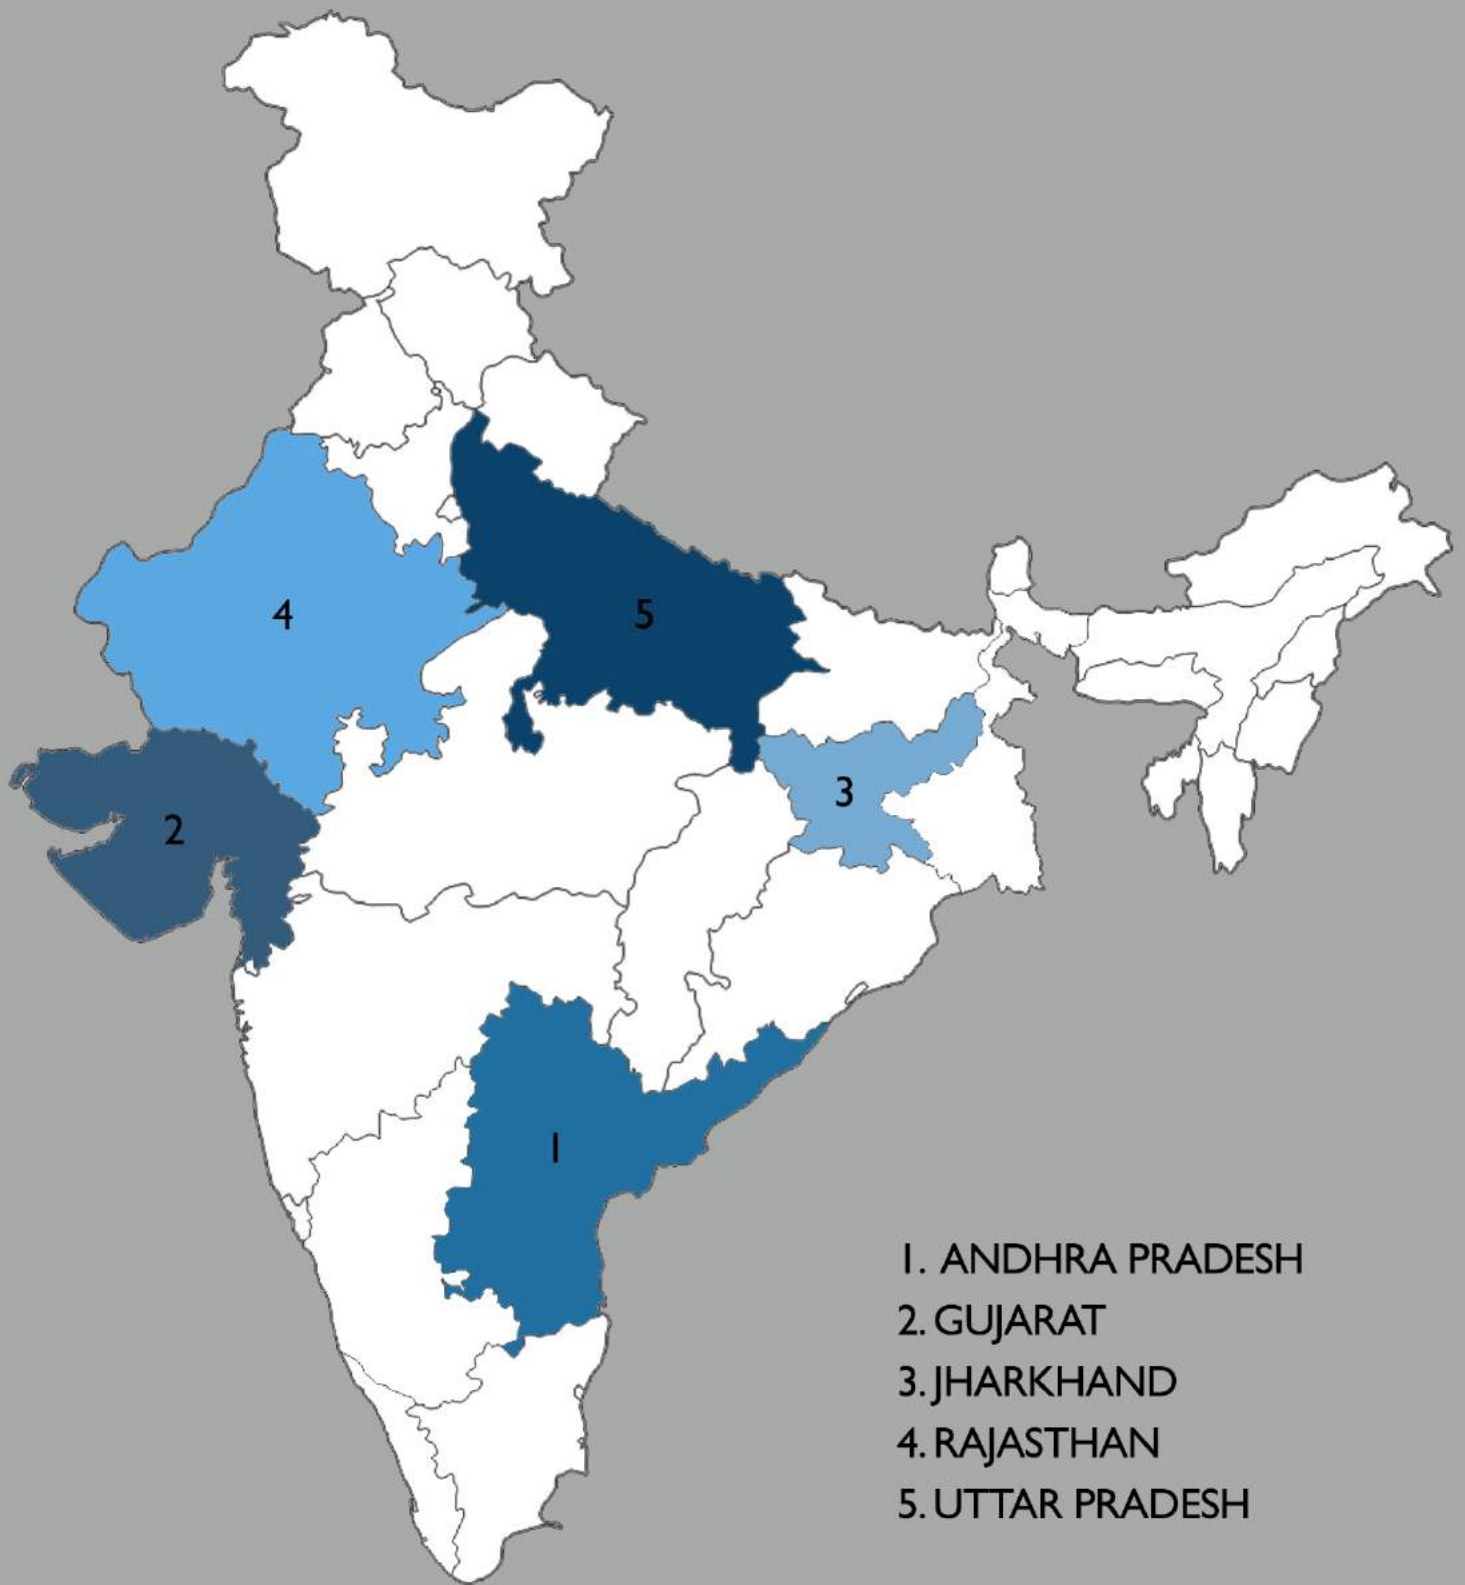 4
5
3
2
1
1. ANDHRA PRADESH
2. GUJARAT
3. JHARKHAND
4. RAJASTHAN
5. UTTAR PRADESH